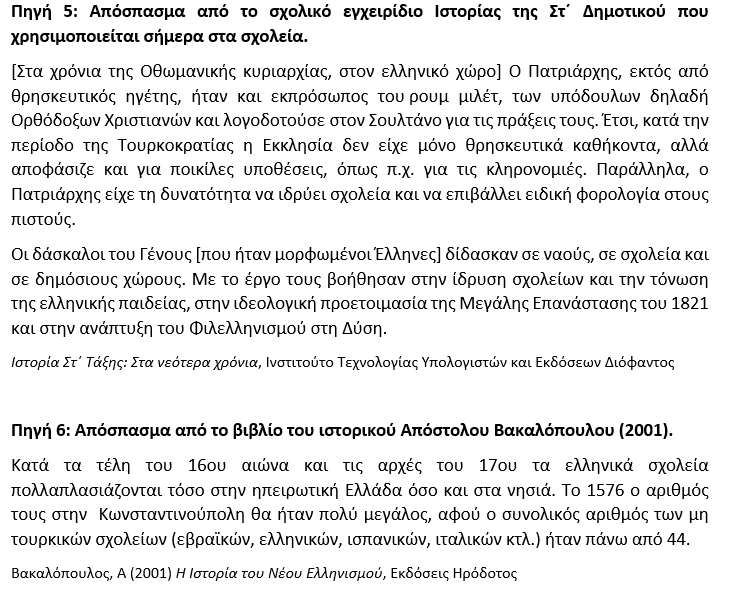 Πηγή 5: Απόσπασμα από το σχολικό εγχειρίδιο Ιστορίας της Στ΄ Δημοτικού που
χρησιμοποιείται σήμερα στα σχολεία.
[Στα χρόνια της Οθωμανικής κυριαρχίας, στον ελληνικό χώρο] Ο Πατριάρχης, εκτός από
θρησκευτικός ηγέτης, ήταν και εκπρόσωπος του ρουμ μιλέτ, των υπόδουλων δηλαδή
Ορθόδοξων Χριστιανών και λογοδοτούσε στον Σουλτάνο για τις πράξεις τους. Έτσι, κατά την
περίοδο της Τουρκοκρατίας η Εκκλησία δεν είχε μόνο θρησκευτικά καθήκοντα, αλλά
αποφάσιζε και για ποικίλες υποθέσεις, όπως π.χ. για τις κληρονομιές. Παράλληλα, ο
Πατριάρχης είχε τη δυνατότητα να ιδρύει σχολεία και να επιβάλλει ειδική φορολογία στους
πιστούς.
Οι δάσκαλοι του Γένους [που ήταν μορφωμένοι Έλληνες] δίδασκαν σε ναούς, σε σχολεία και
σε δημόσιους χώρους. Με το έργο τους βοήθησαν στην ίδρυση σχολείων και την τόνωση
της ελληνικής παιδείας, στην ιδεολογική προετοιμασία της Μεγάλης Επανάστασης του 1821
και στην ανάπτυξη του Φιλελληνισμού στη Δύση.
Ιστορία Στ΄ Τάξης: Στα νεότερα χρόνια, Ινστιτούτο Τεχνολογίας Υπολογιστών και Εκδόσεων Διόφαντος
Πηγή 6: Απόσπασμα από το βιβλίο του ιστορικού Απόστολου Βακαλόπουλου (2001).
Κατά τα τέλη του 16ου αιώνα και τις αρχές του 17ου τα ελληνικά σχολεία
πολλαπλασιάζονται τόσο στην ηπειρωτική Ελλάδα όσο και στα νησιά. Το 1576 ο αριθμός
τους στην Κωνσταντινούπολη θα ήταν πολύ μεγάλος, αφού ο συνολικός αριθμός των μη
τουρκικών σχολείων (εβραϊκών, ελληνικών, ισπανικών, ιταλικών κτλ.) ήταν πάνω από 44.
Βακαλόπουλος, Α (2001) Η Ιστορία του Νέου Ελληνισμού, Εκδόσεις Ηρόδοτος